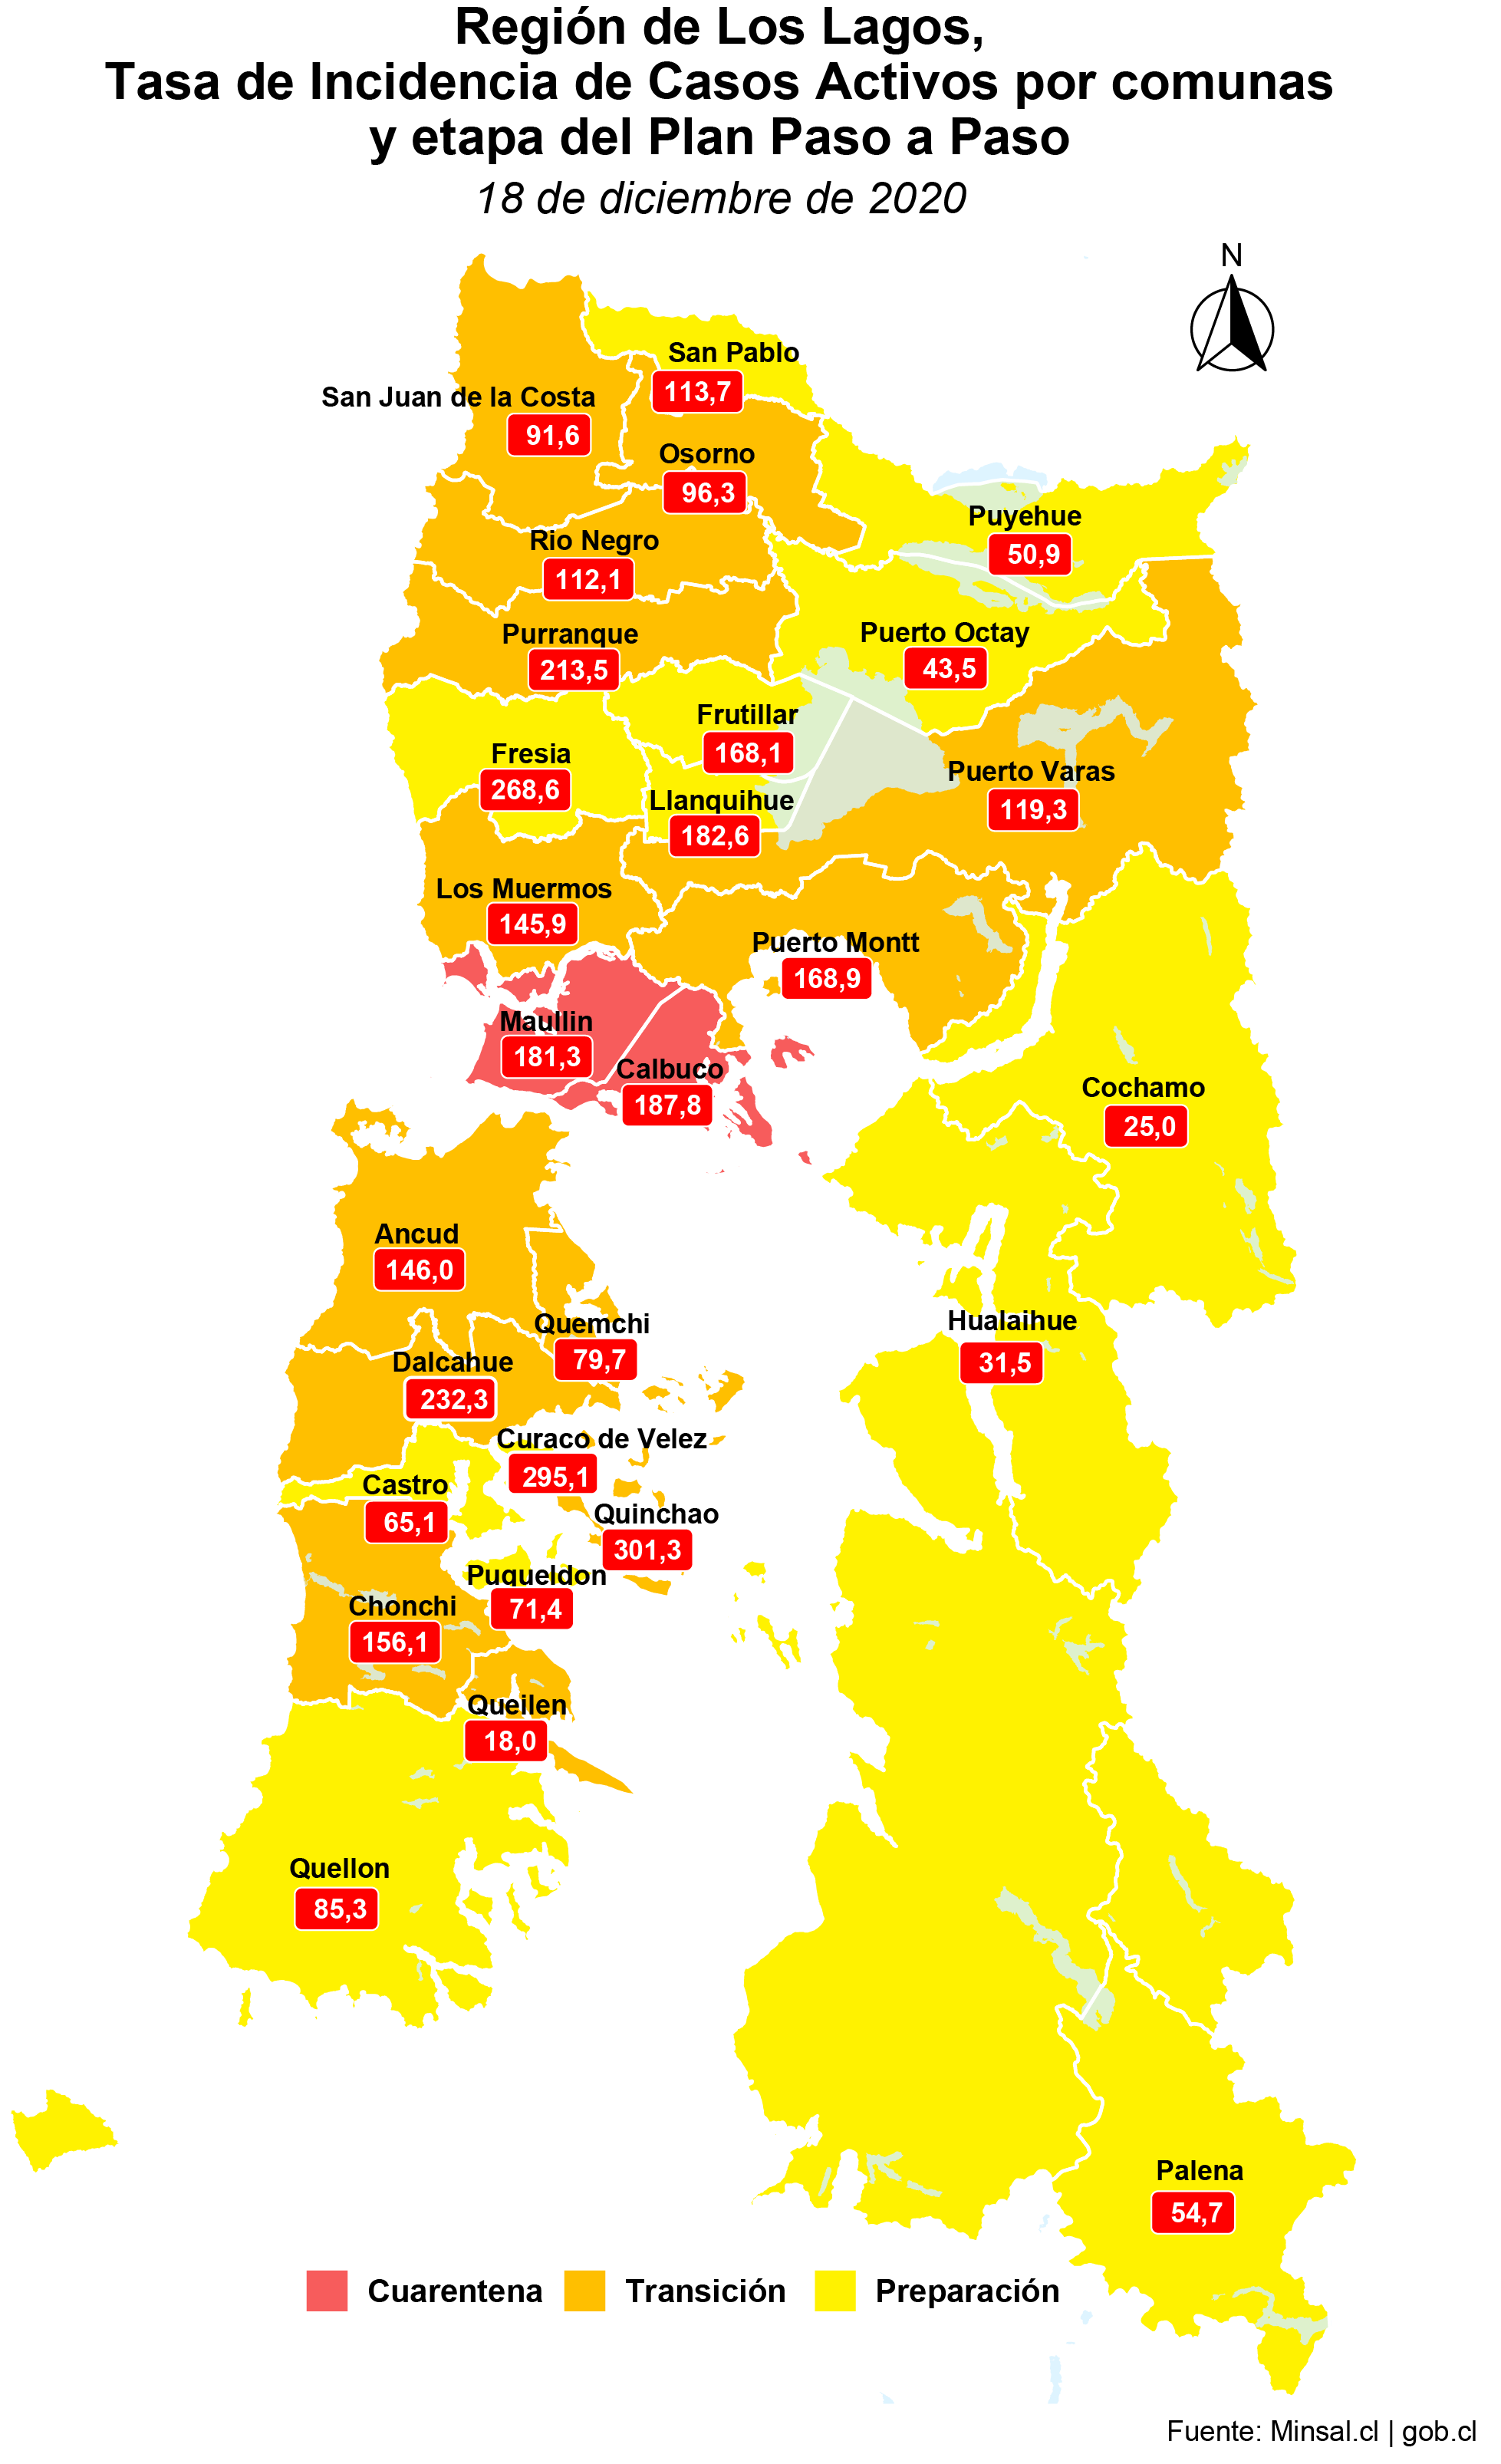 Región de Los Lagos,
Tasa de Incidencia de Casos Activos por comunas
y etapa del Plan Paso a Paso
18 de diciembre de 2020
N
San Pablo
113,7
San Juan de la Costa
91,6
Osorno
96,3
Puyehue
50,9
Rio Negro
112,1
Purranque
213,5
Puerto Octay
43,5
Frutillar
168,1
Fresia
268,6
Puerto Varas
119,3
Llanquihue
182,6
Los Muermos
145,9
Puerto Montt
168,9
Maullin
181,3
Calbuco
187,8
Cochamo
25,0
Ancud
146,0
Quemchi
79,7
Hualaihue
31,5
Dalcahue
232,3
Curaco de Velez
295,1
Castro
65,1
Quinchao
301,3
Puqueldon
71,4
Chonchi
156,1
Queilen
18,0
Quellon
85,3
Palena
54,7
Cuarentena
Transición
Preparación
Fuente: Minsal.cl | gob.cl